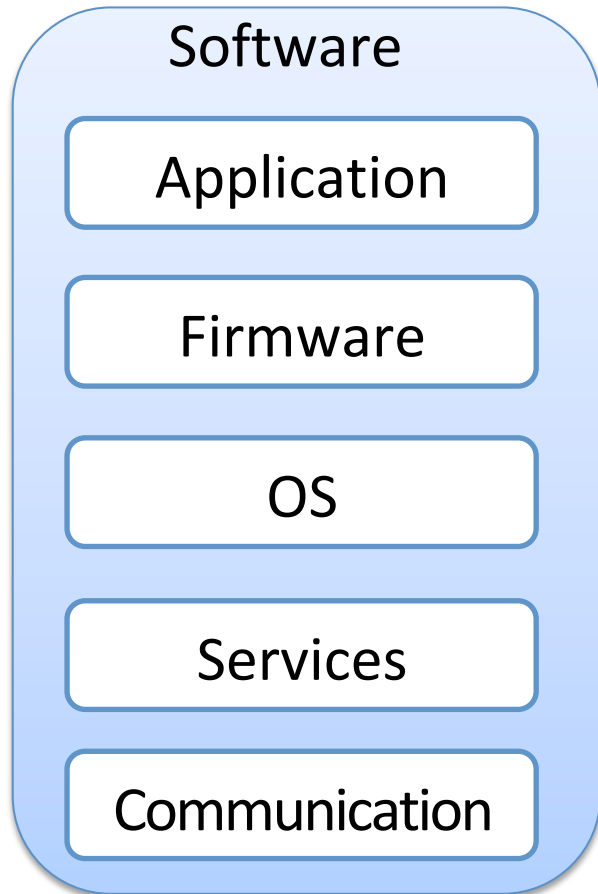 Software
Application
Firmware
OS
Services
Communication